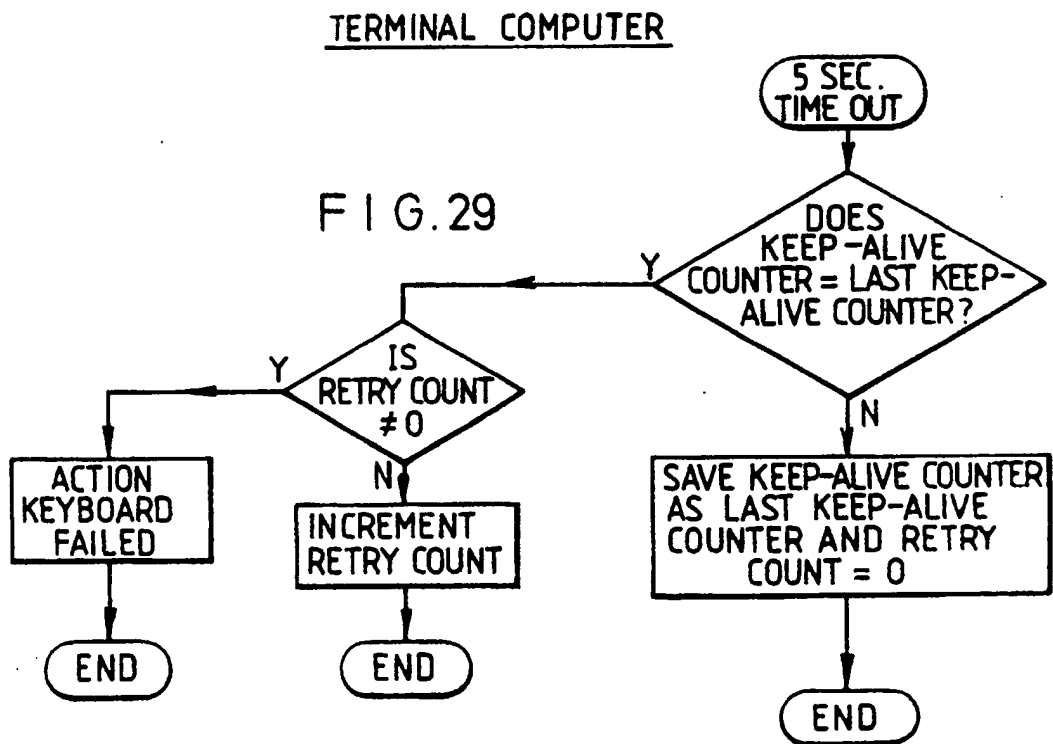 TERMINAL COMPUTER
5 SEC.
TIME OUT
FIG.29
DOES
KEEP-ALIVE
COUNTER = LAST KEEP-
ALIVE COUNTER?
Y
N
IS
RETRY COUNT
≠ 0
Y
N
ACTION
KEYBOARD
FAILED
INCREMENT
RETRY COUNT
SAVE KEEP-ALIVE COUNTER
AS LAST KEEP-ALIVE
COUNTER AND RETRY
COUNT = 0
END
END
END